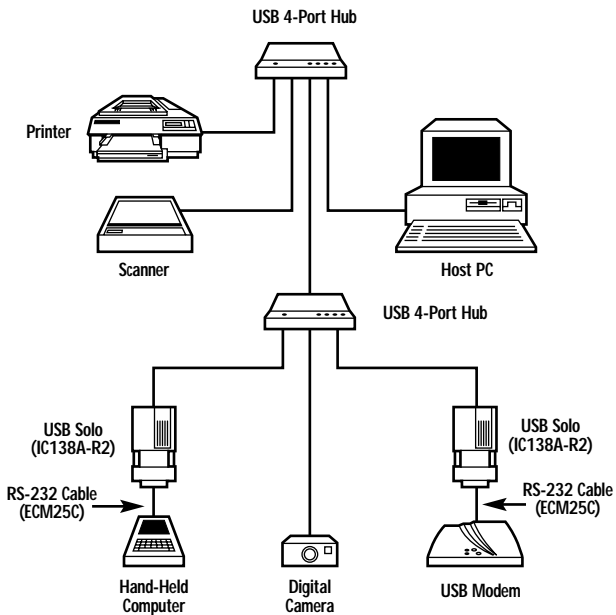 USB 4-Port Hub
Printer
Scanner
Host PC
USB 4-Port Hub
USB Solo
(IC138A-R2)
USB Solo
(IC138A-R2)
RS-232 Cable
(ECM25C)
RS-232 Cable
(ECM25C)
Hand-Held
Computer
Digital
Camera
USB Modem